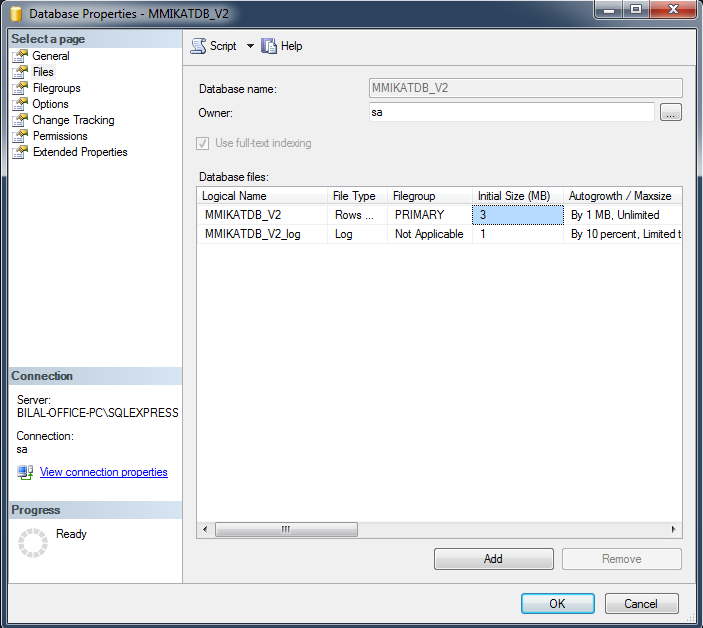 Database Properties - MMIKATDB_V2
Select a page
General
Files
Filegroups
Options
Change Tracking
Permissions
Extended Properties
Connection
Server:
BILAL-OFFICE-PC\SQLEXPRESS
Connection:
sa
View connection properties
Progress
Ready
Script Help
Database name: MMIKATDB_V2
Owner: sa ...
Use full-text indexing
Database files:
Logical Name File Type Filegroup Initial Size (MB) Autogrowth / Maxsize
MMIKATDB_V2 Rows ... PRIMARY 3 By 1 MB, Unlimited
MMIKATDB_V2_log Log Not Applicable 1 By 10 percent, Limited t
Add Remove
OK Cancel